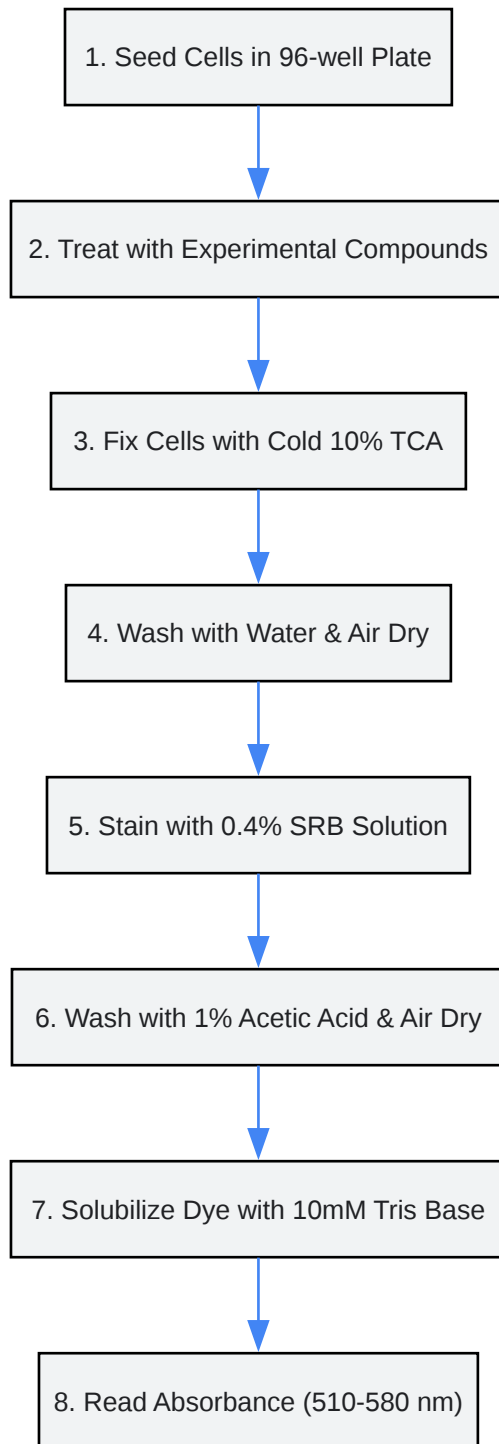 1. Seed Cells in 96-well Plate
2. Treat with Experimental Compounds
3. Fix Cells with Cold 10% TCA
4. Wash with Water & Air Dry
5. Stain with 0.4% SRB Solution
6. Wash with 1% Acetic Acid & Air Dry
7. Solubilize Dye with 10mM Tris Base
8. Read Absorbance (510-580 nm)